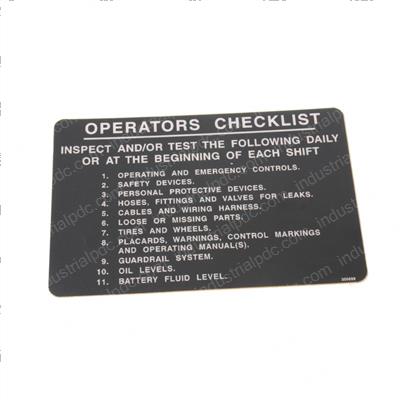 OPERATORS CHECKLIST
INSPECT AND/OR TEST THE FOLLOWING DAILY
OR AT THE BEGINNING OF EACH SHIFT
1. OPERATING AND EMERGENCY CONTROLS.
2. SAFETY DEVICES.
3. PERSONAL PROTECTIVE DEVICES.
4. HOSES, FITTINGS AND VALVES FOR LEAKS.
5. CABLES AND WIRING HARNESS.
6. LOOSE OR MISSING PARTS.
7. TIRES AND WHEELS.
8. PLACARDS, WARNINGS, CONTROL MARKINGS
AND OPERATING MANUAL(S).
9. GUARDRAIL SYSTEM.
10. OIL LEVELS.
11. BATTERY FLUID LEVEL.
industrialpdc.com